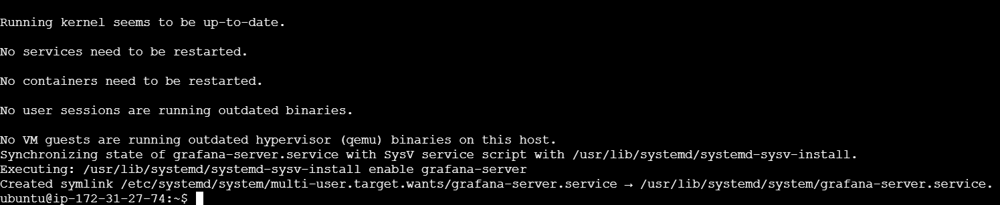 Running kernel seems to be up-to-date.
No services need to be restarted.
No containers need to be restarted.
No user sessions are running outdated binaries.
No VM guests are running outdated hypervisor (qemu) binaries on this host.
Synchronizing state of grafana-server.service with SysV service script with /usr/lib/systemd/systemd-sysv-install.
Executing: /usr/lib/systemd/systemd-sysv-install enable grafana-server
Created symlink /etc/systemd/system/multi-user.target.wants/grafana-server.service → /usr/lib/systemd/system/grafana-server.service.
ubuntu@ip-172-31-27-74:~$